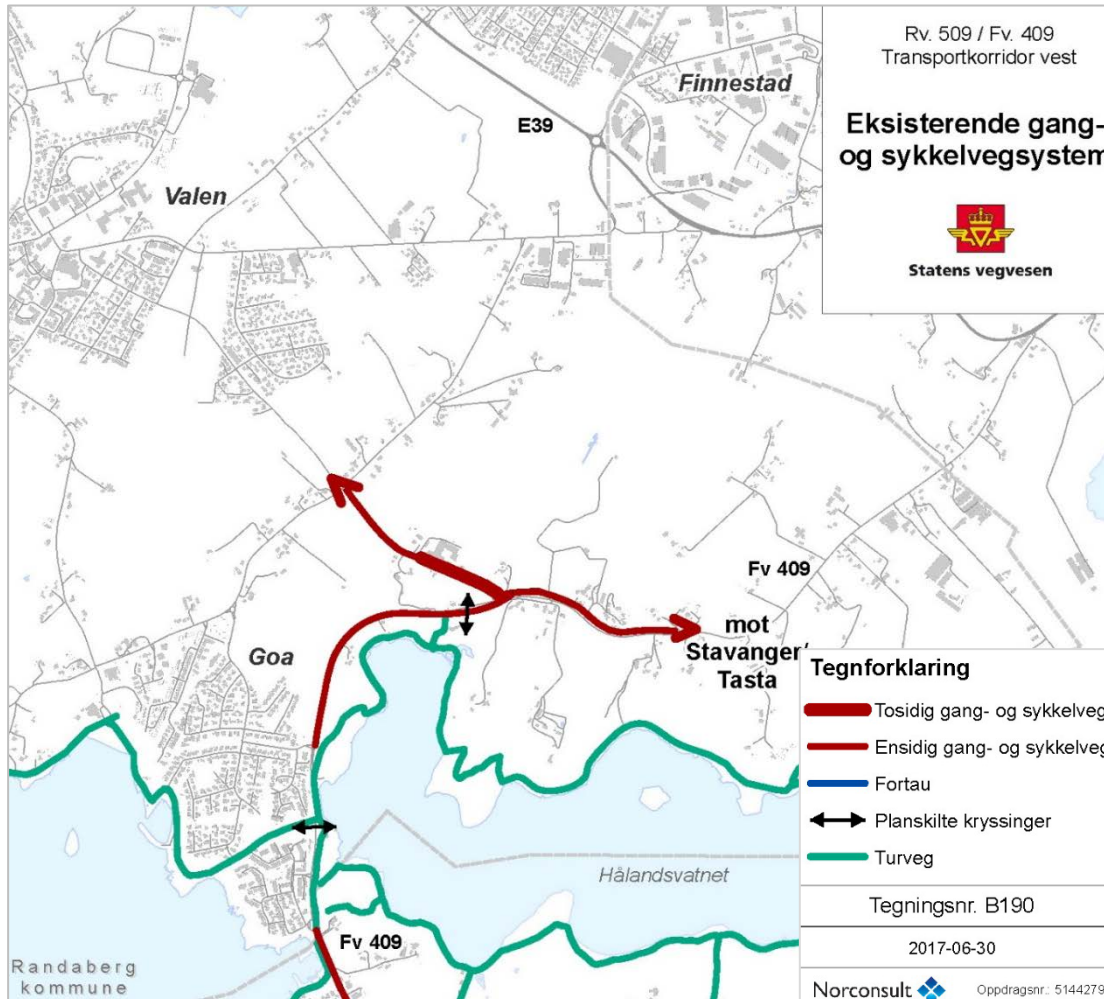 Rv. 509 / Fv. 409
Transportkorridor vest
Eksisterende gang-
og sykkelvegsystem
Statens vegvesen
Finnestad
E39
Valen
Fv 409
mot
Stavanger/
Tasta
Goa
Tegnforklaring
Tosidig gang- og sykkelveg
Ensidig gang- og sykkelveg
Fortau
Planskilte kryssinger
Turveg
Hålandsvatnet
Tegningsnr. B190
Fv 409
2017-06-30
Randaberg
kommune
Norconsult
Oppdragsnr.: 5144279